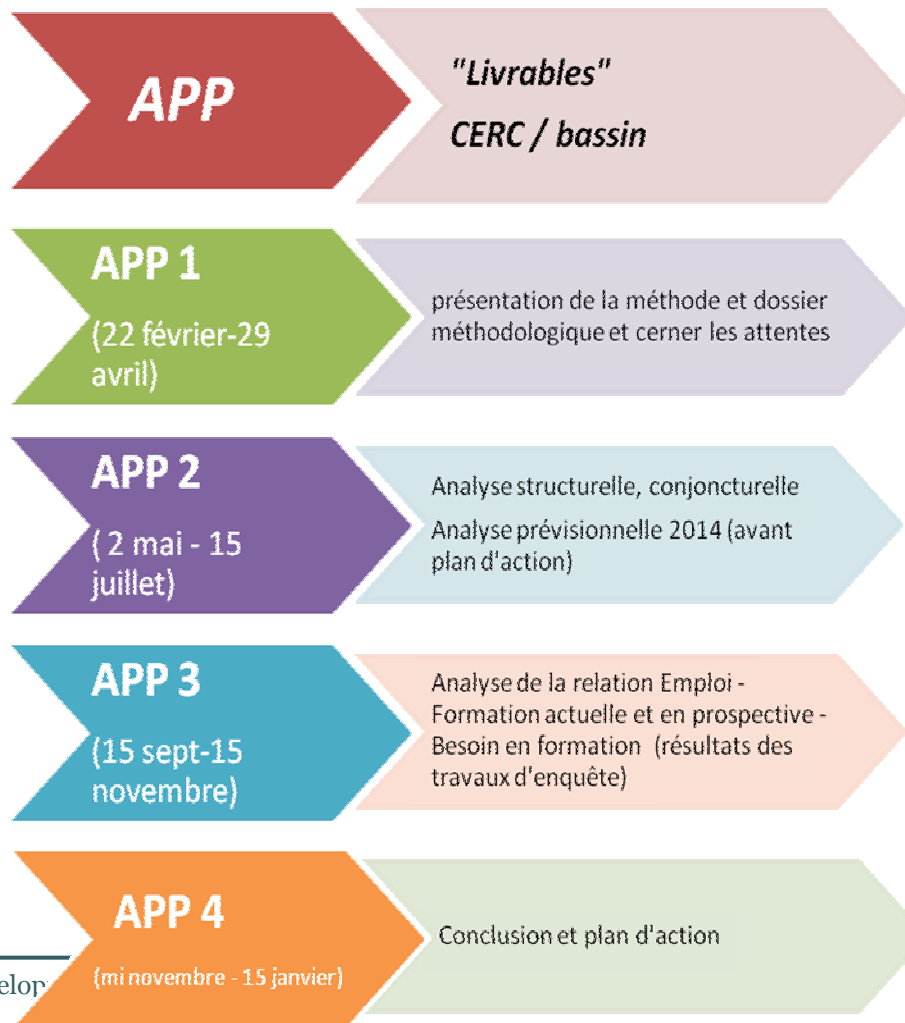 APP
"Livrables"
CERC / bassin
APP 1
(22 février-29
avril)
présentation de la méthode et dossier
méthodologique et cerner les attentes
APP 2
( 2 mai - 15
juillet)
Analyse structurelle, conjoncturelle
Analyse prévisionnelle 2014 (avant
plan d'action)
APP 3
(15 sept-15
novembre)
Analyse de la relation Emploi -
Formation actuelle et en prospective -
Besoin en formation (résultats des
travaux d'enquête)
APP 4
(mi novembre - 15 janvier)
Conclusion et plan d'action